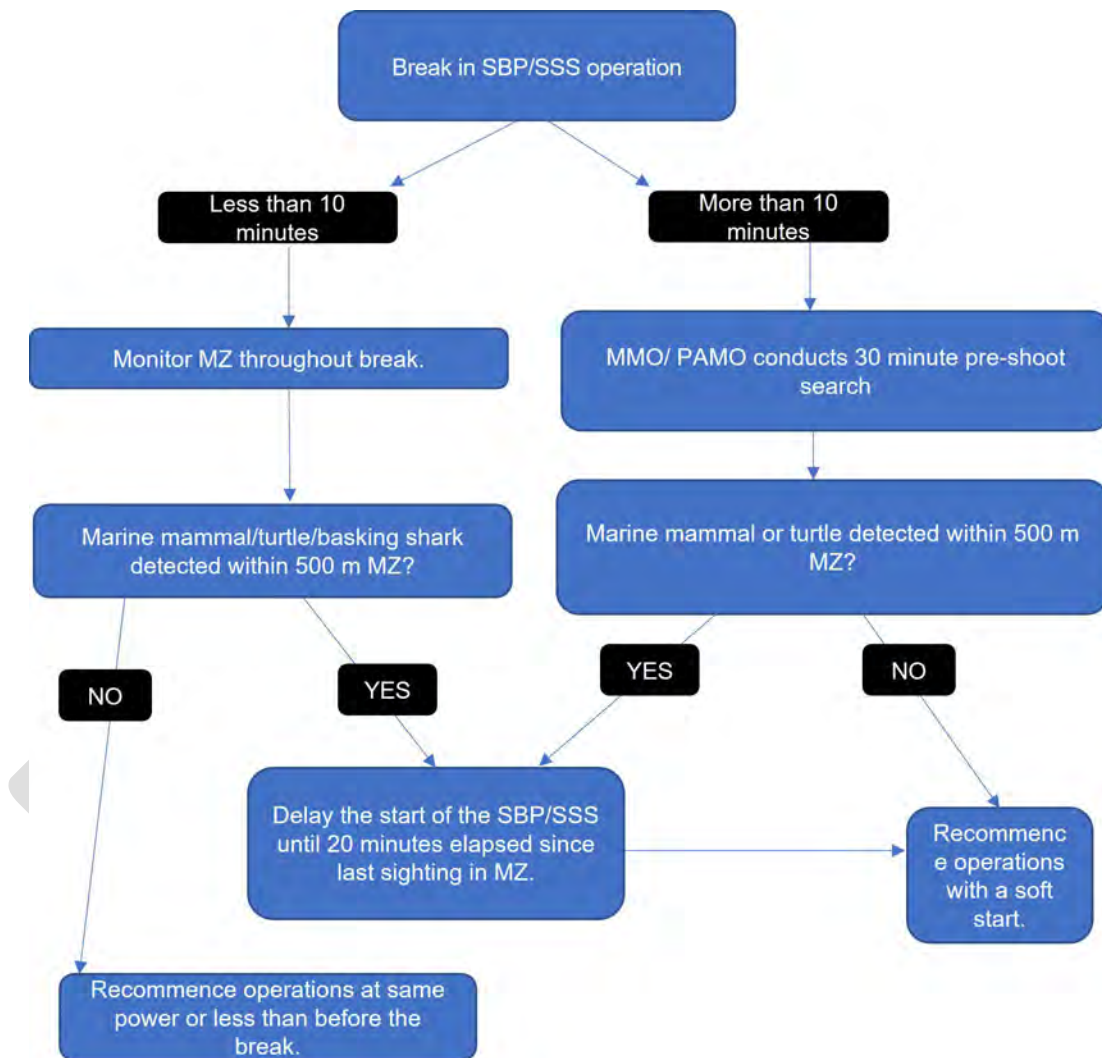 Break in SBP/SSS operation
Less than 10
minutes
More than 10
minutes
Monitor MZ throughout break.
MMO/ PAMO conducts 30 minute pre-shoot
search
Marine mammal/turtle/basking shark
detected within 500 m MZ?
Marine mammal or turtle detected within 500 m
MZ?
NO
YES
YES
NO
Delay the start of the SBP/SSS
until 20 minutes elapsed since
last sighting in MZ.
Recommenc
e operations
with a soft
start.
Recommence operations at same
power or less than before the
break.